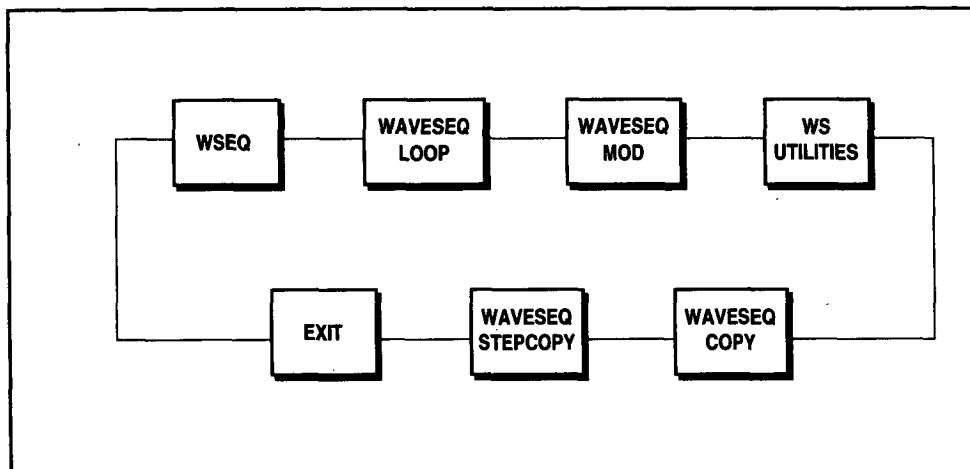 WSEQ
WAVESEQ
LOOP
WAVESEQ
MOD
WS
UTILITIES
EXIT
WAVESEQ
STEPCOPY
WAVESEQ
COPY